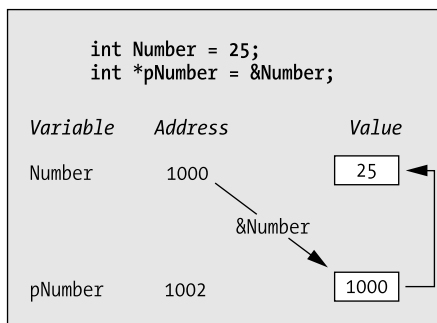 int Number = 25;
int *pNumber = &Number;
Variable Address Value
Number 1000 25
&Number
pNumber 1002 1000